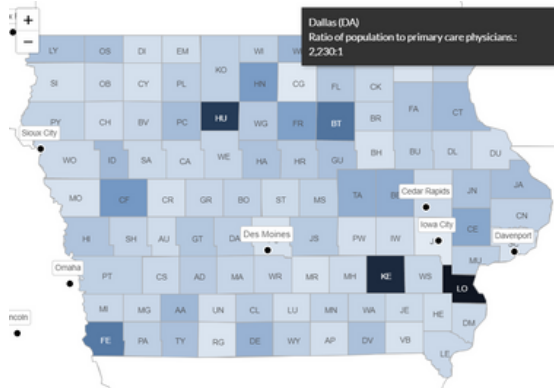 +
−
Dallas (DA)
Ratio of population to primary care physicians.:
2,230:1
LY OS DI EM WI
KO
SI OB CY PL HN CG FL CK
FA CT
PY CH BV PC HU WG FR BT BR
Sioux City
WO ID SA CA WE HA HR GU BH BU DL DU
MO CF CR GR BO ST MS TA Cedar Rapids JN JA
CN
Iowa City
CE Davenport
HI SH AU GT Des Moines JS PW IW
MU
Omaha
PT CS AD MA WR MR MH KE WS LO
MI MG AA UN CL LU MN WA JE HE
DM
FE PA TY RG DE WY AP DV VB
LE